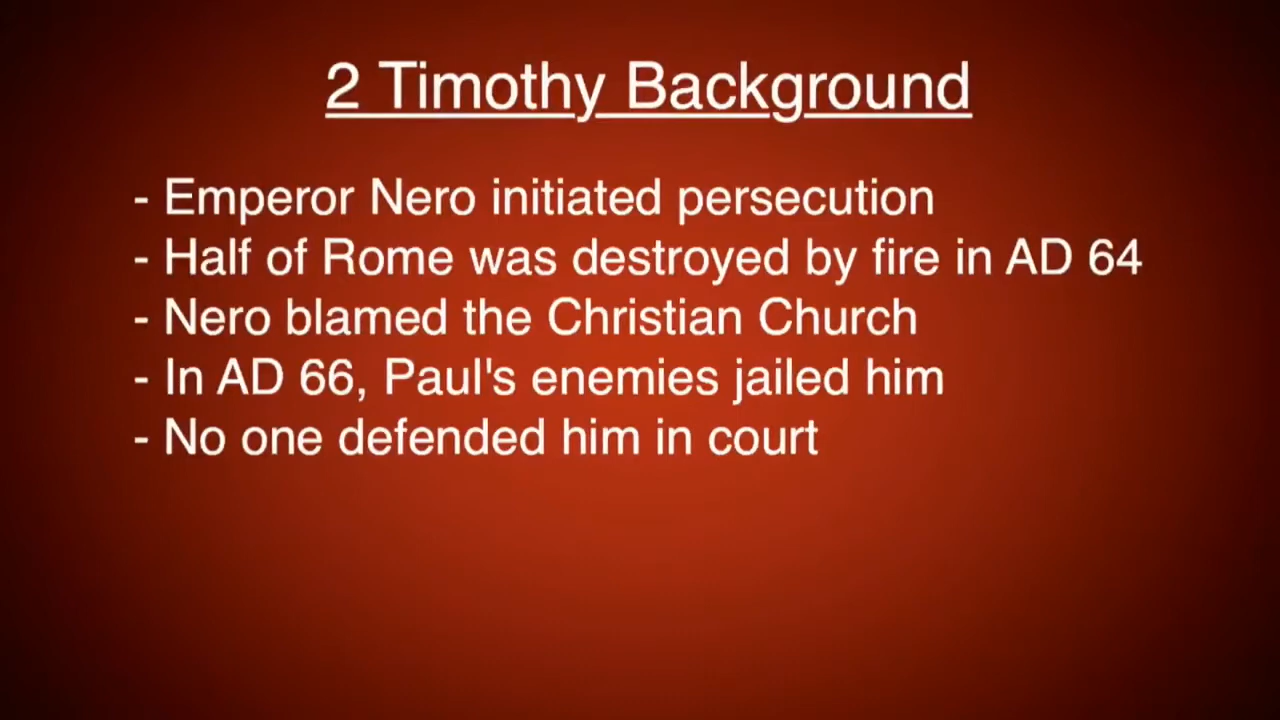 2 Timothy Background
- Emperor Nero initiated persecution
- Half of Rome was destroyed by fire in AD 64
- Nero blamed the Christian Church
- In AD 66, Paul's enemies jailed him
- No one defended him in court